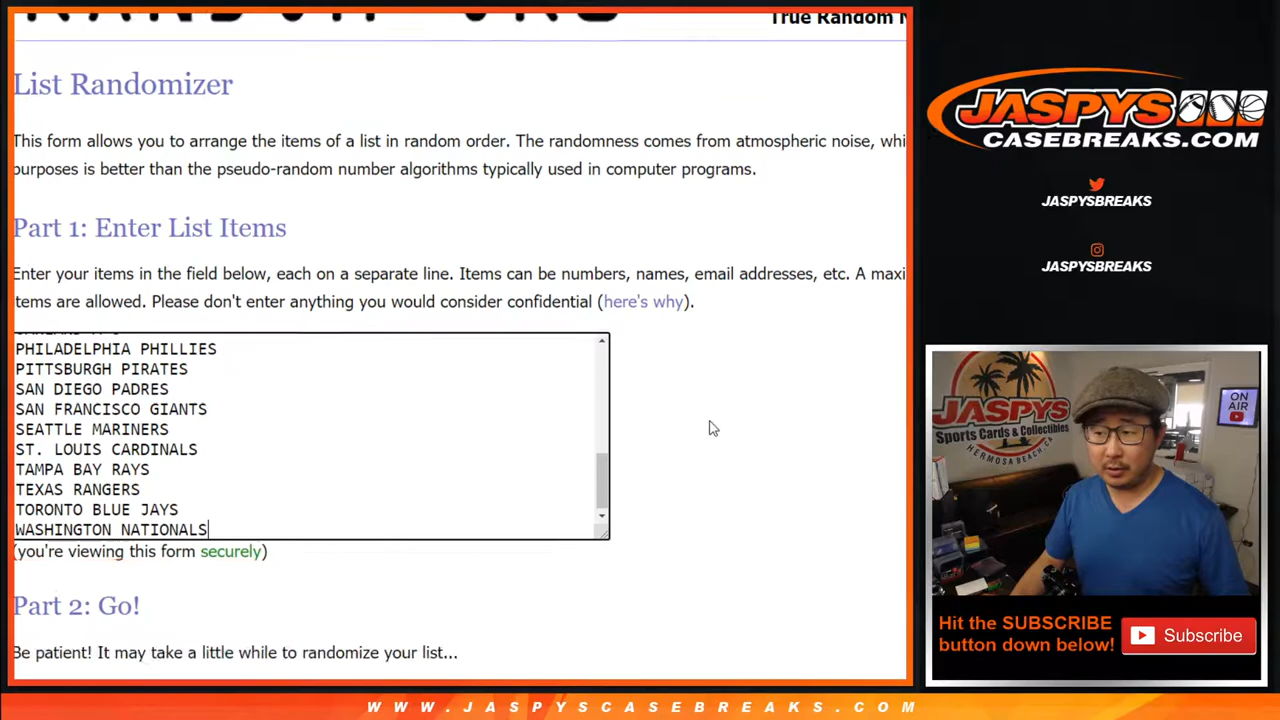 True Random N
List Randomizer
This form allows you to arrange the items of a list in random order. The randomness comes from atmospheric noise, whi
purposes is better than the pseudo-random number algorithms typically used in computer programs.
Part 1: Enter List Items
Enter your items in the field below, each on a separate line. Items can be numbers, names, email addresses, etc. A maxi
items are allowed. Please don't enter anything you would consider confidential (here's why).
PHILADELPHIA PHILLIES
PITTSBURGH PIRATES
SAN DIEGO PADRES
SAN FRANCISCO GIANTS
SEATTLE MARINERS
ST. LOUIS CARDINALS
TAMPA BAY RAYS
TEXAS RANGERS
TORONTO BLUE JAYS
WASHINGTON NATIONALS
(you're viewing this form securely)
Part 2: Go!
Be patient! It may take a little while to randomize your list...
JASPYS
CASEBREAKS.COM
JASPYSBREAKS
JASPYSBREAKS
JASPYS
Sports Cards & Collectibles
HERMOSA BEACH, CA
ON
AIR
Hit the SUBSCRIBE
button down below!
Subscribe
WWW.JASPYSCASEBREAKS.COM